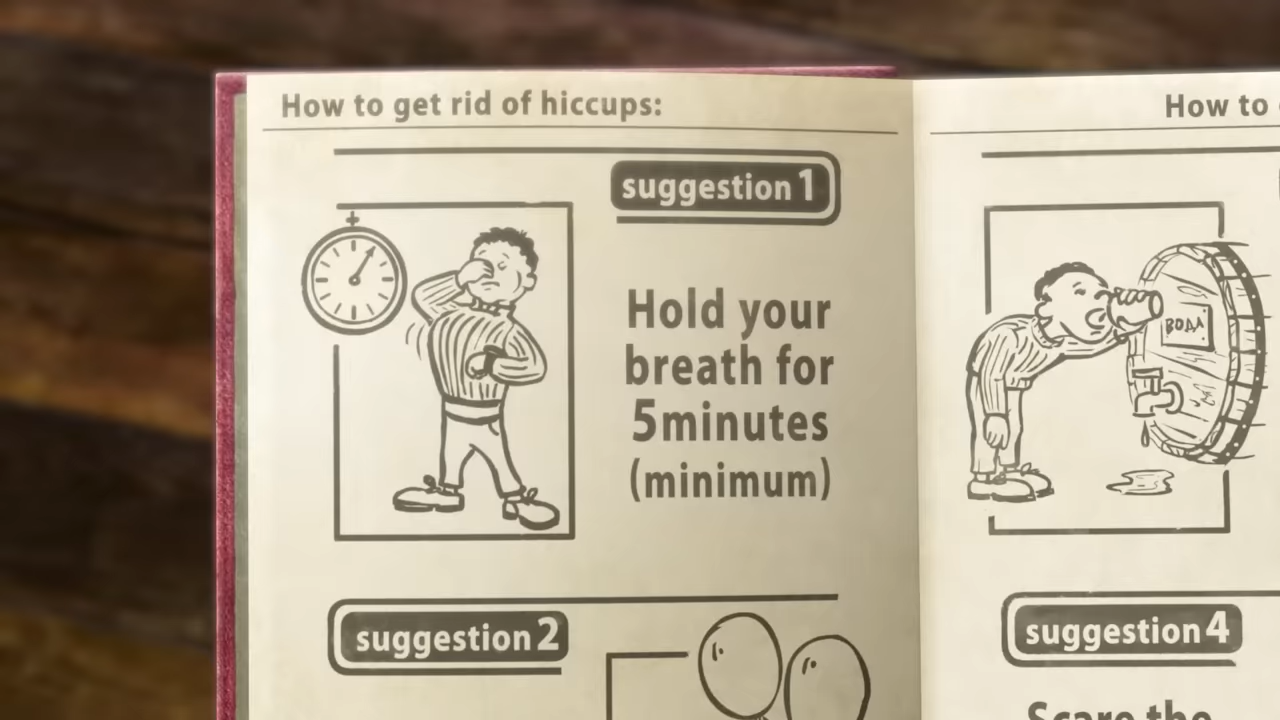 How to get rid of hiccups:
suggestion 1
Hold your
breath for
5minutes
(minimum)
suggestion 2
How to
ВОДА
suggestion 4
Scare the